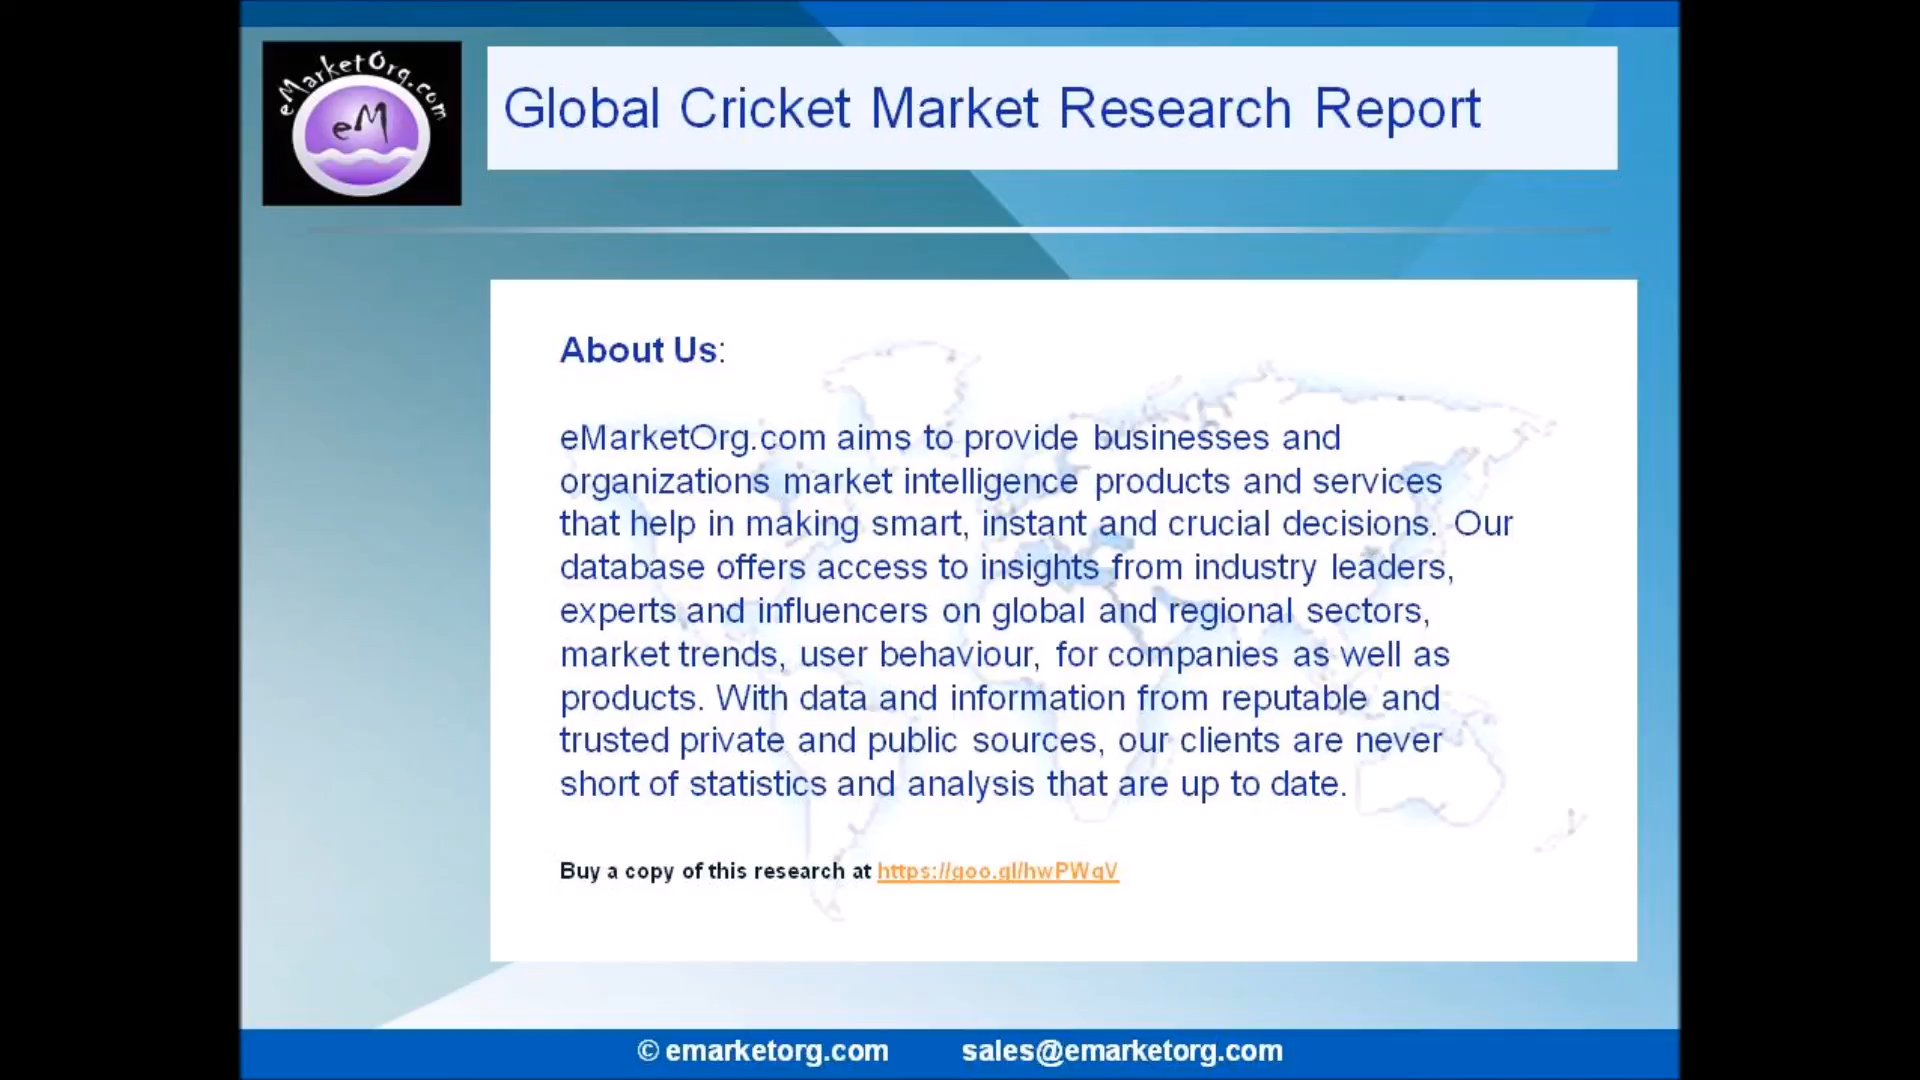 eMarketOrg.com
eM
Global Cricket Market Research Report
About Us:
eMarketOrg.com aims to provide businesses and
organizations market intelligence products and services
that help in making smart, instant and crucial decisions. Our
database offers access to insights from industry leaders,
experts and influencers on global and regional sectors,
market trends, user behaviour, for companies as well as
products. With data and information from reputable and
trusted private and public sources, our clients are never
short of statistics and analysis that are up to date.
Buy a copy of this research at https://goo.gl/hwPWqV
© emarketorg.com sales@emarketorg.com